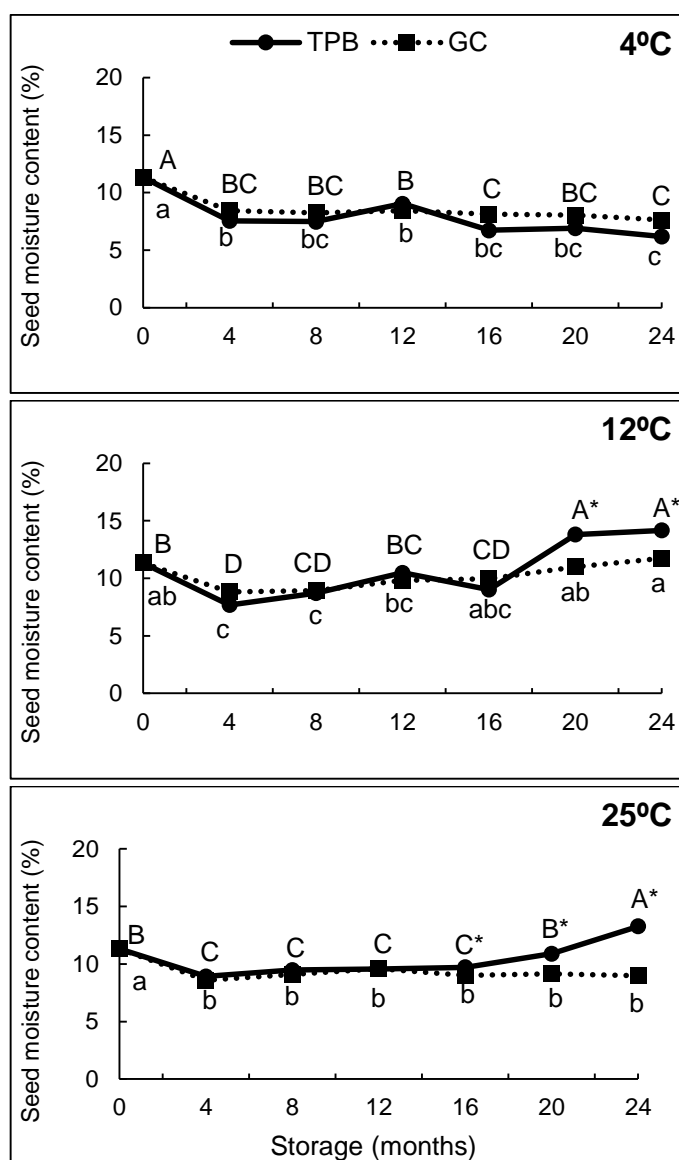 TPB GC 4ºC
Seed moisture content (%)
20
15
10
5
0
A BC BC B C BC C
a b bc b bc bc c
0 4 8 12 16 20 24
12ºC
Seed moisture content (%)
20
15
10
5
0
B D CD BC CD A* A*
ab c c bc abc ab a
0 4 8 12 16 20 24
25ºC
Seed moisture content (%)
20
15
10
5
0
B C C C C* B* A*
a b b b b b b
0 4 8 12 16 20 24
Storage (months)